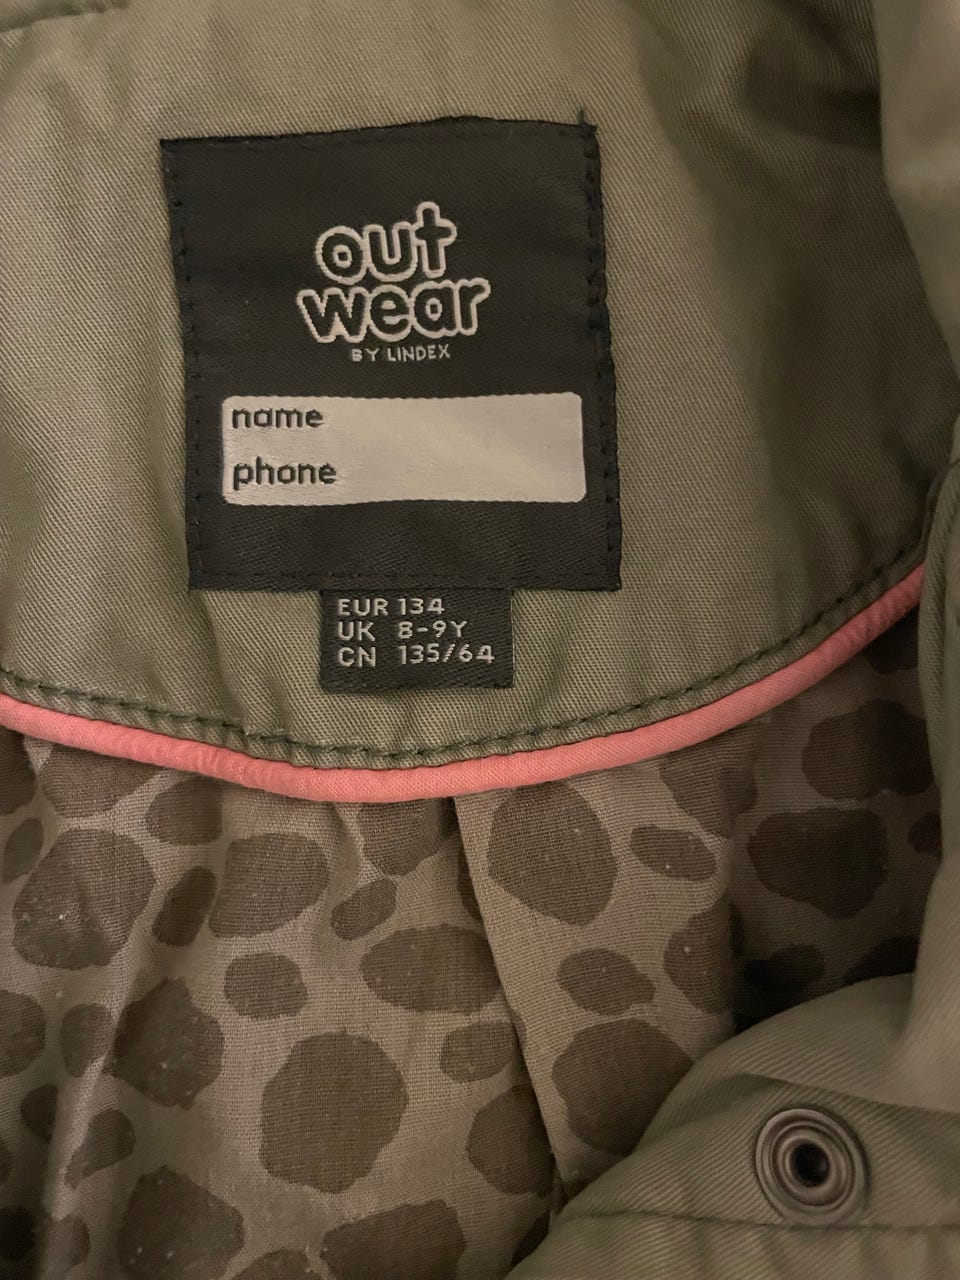 out
wear
BY LINDEX
name
phone
EUR 134
UK 8-9Y
CN 135/64